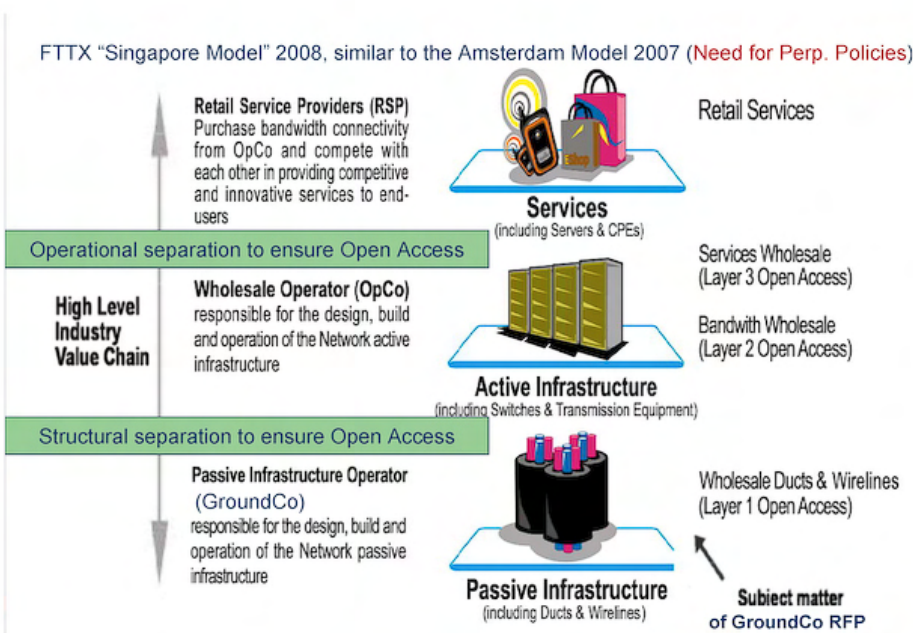 FTTX “Singapore Model” 2008, similar to the Amsterdam Model 2007 (Need for Perp. Policies)
Retail Service Providers (RSP)
Purchase bandwidth connectivity
from OpCo and compete with
each other in providing competitive
and innovative services to end-
users
eshop
Services
(including Servers & CPEs)
Retail Services
Operational separation to ensure Open Access
High Level
Industry
Value Chain
Wholesale Operator (OpCo)
responsible for the design, build
and operation of the Network active
infrastructure
Active Infrastructure
(including Switches & Transmission Equipment)
Services Wholesale
(Layer 3 Open Access)
Bandwith Wholesale
(Layer 2 Open Access)
Structural separation to ensure Open Access
Passive Infrastructure Operator
(GroundCo)
responsible for the design, build and
operation of the Network passive
infrastructure
Passive Infrastructure
(including Ducts & Wirelines)
Wholesale Ducts & Wirelines
(Layer 1 Open Access)
Subject matter
of GroundCo RFP